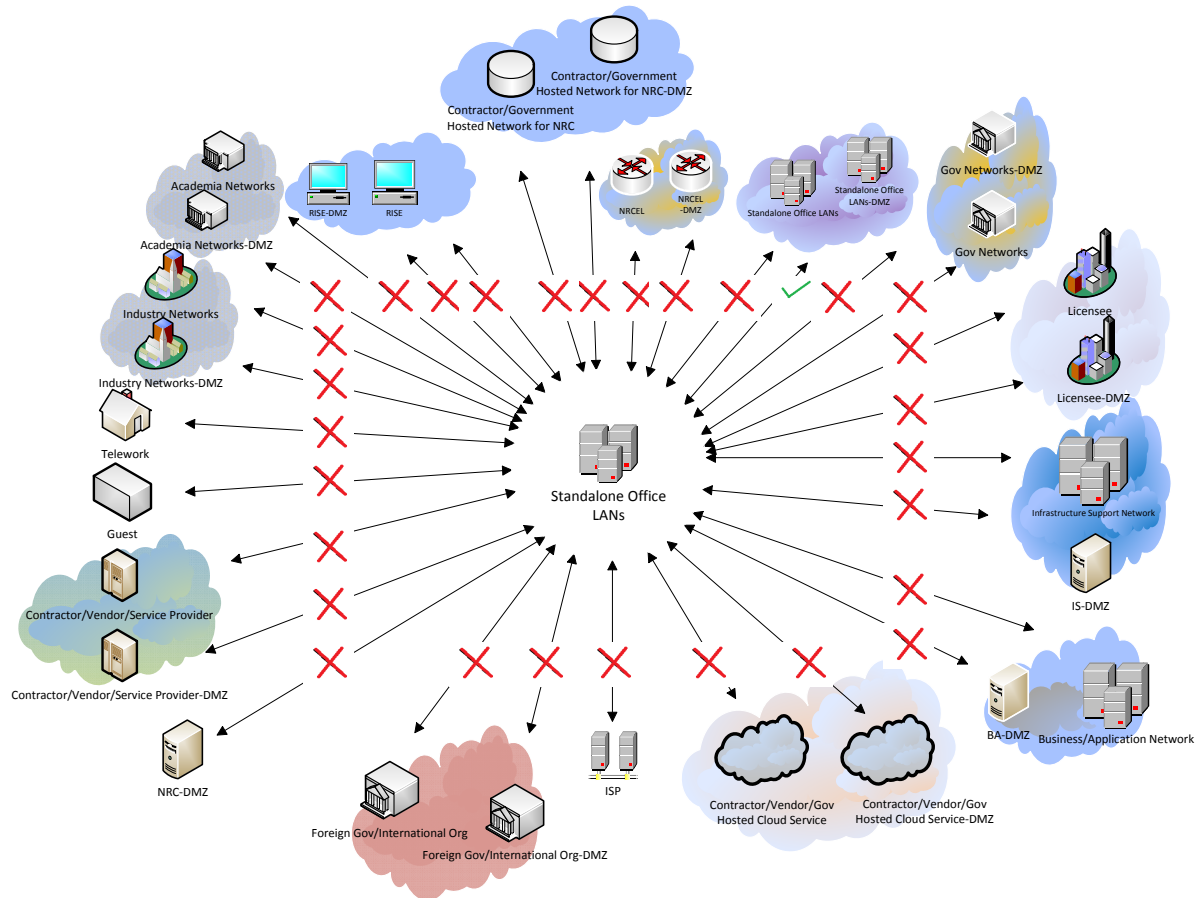 Contractor/Government
Hosted Network for NRC-DMZ
Contractor/Government
Hosted Network for NRC
Academia Networks
Academia Networks-DMZ
RISE-DMZ
RISE
NRCEL
NRCEL
-DMZ
Standalone Office LANs
Standalone Office
LANs-DMZ
Gov Networks-DMZ
Gov Networks
Industry Networks
Industry Networks-DMZ
Licensee
Licensee-DMZ
Telework
Guest
Standalone Office
LANs
Infrastructure Support Network
IS-DMZ
Contractor/Vendor/Service Provider
Contractor/Vendor/Service Provider-DMZ
NRC-DMZ
BA-DMZ
Business/Application Network
Foreign Gov/International Org
Foreign Gov/International Org-DMZ
ISP
Contractor/Vendor/Gov
Hosted Cloud Service
Contractor/Vendor/Gov
Hosted Cloud Service-DMZ